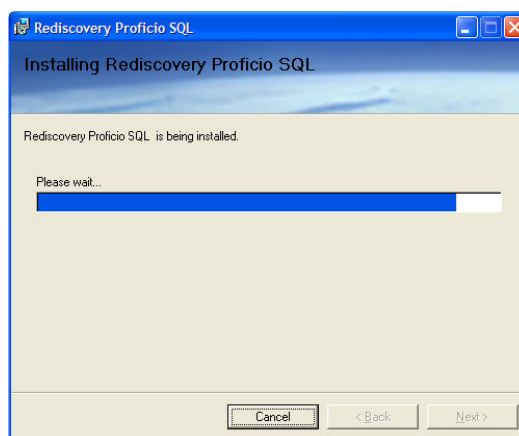 Rediscovery Proficio SQL
Installing Rediscovery Proficio SQL
Rediscovery Proficio SQL is being installed.
Please wait...
Cancel < Back Next >